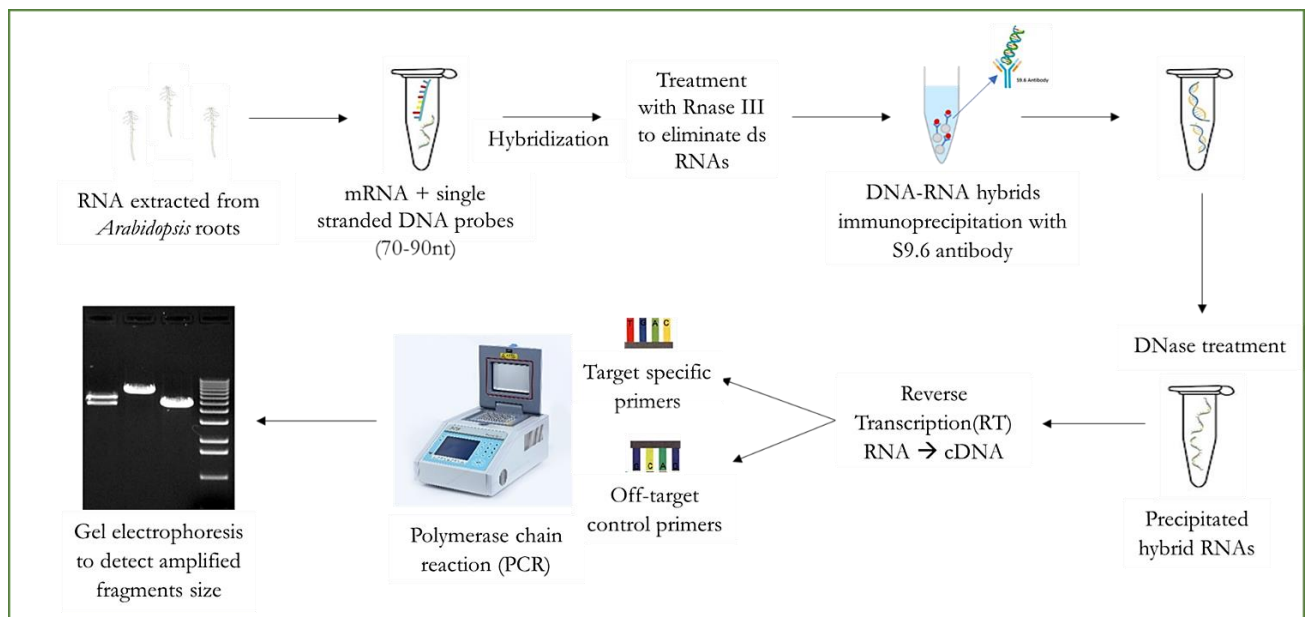 RNA extracted from
Arabidopsis roots
mRNA + single
stranded DNA probes
(70-90nt)
Hybridization
Treatment
with Rnase III
to eliminate ds
RNAs
S9.6 Antibody
DNA-RNA hybrids
immunoprecipitation with
S9.6 antibody
DNase treatment
Precipitated
hybrid RNAs
Reverse
Transcription(RT)
RNA → cDNA
Target specific
primers
C A
Off-target
control primers
Polymerase chain
reaction (PCR)
Gel electrophoresis
to detect amplified
fragments size